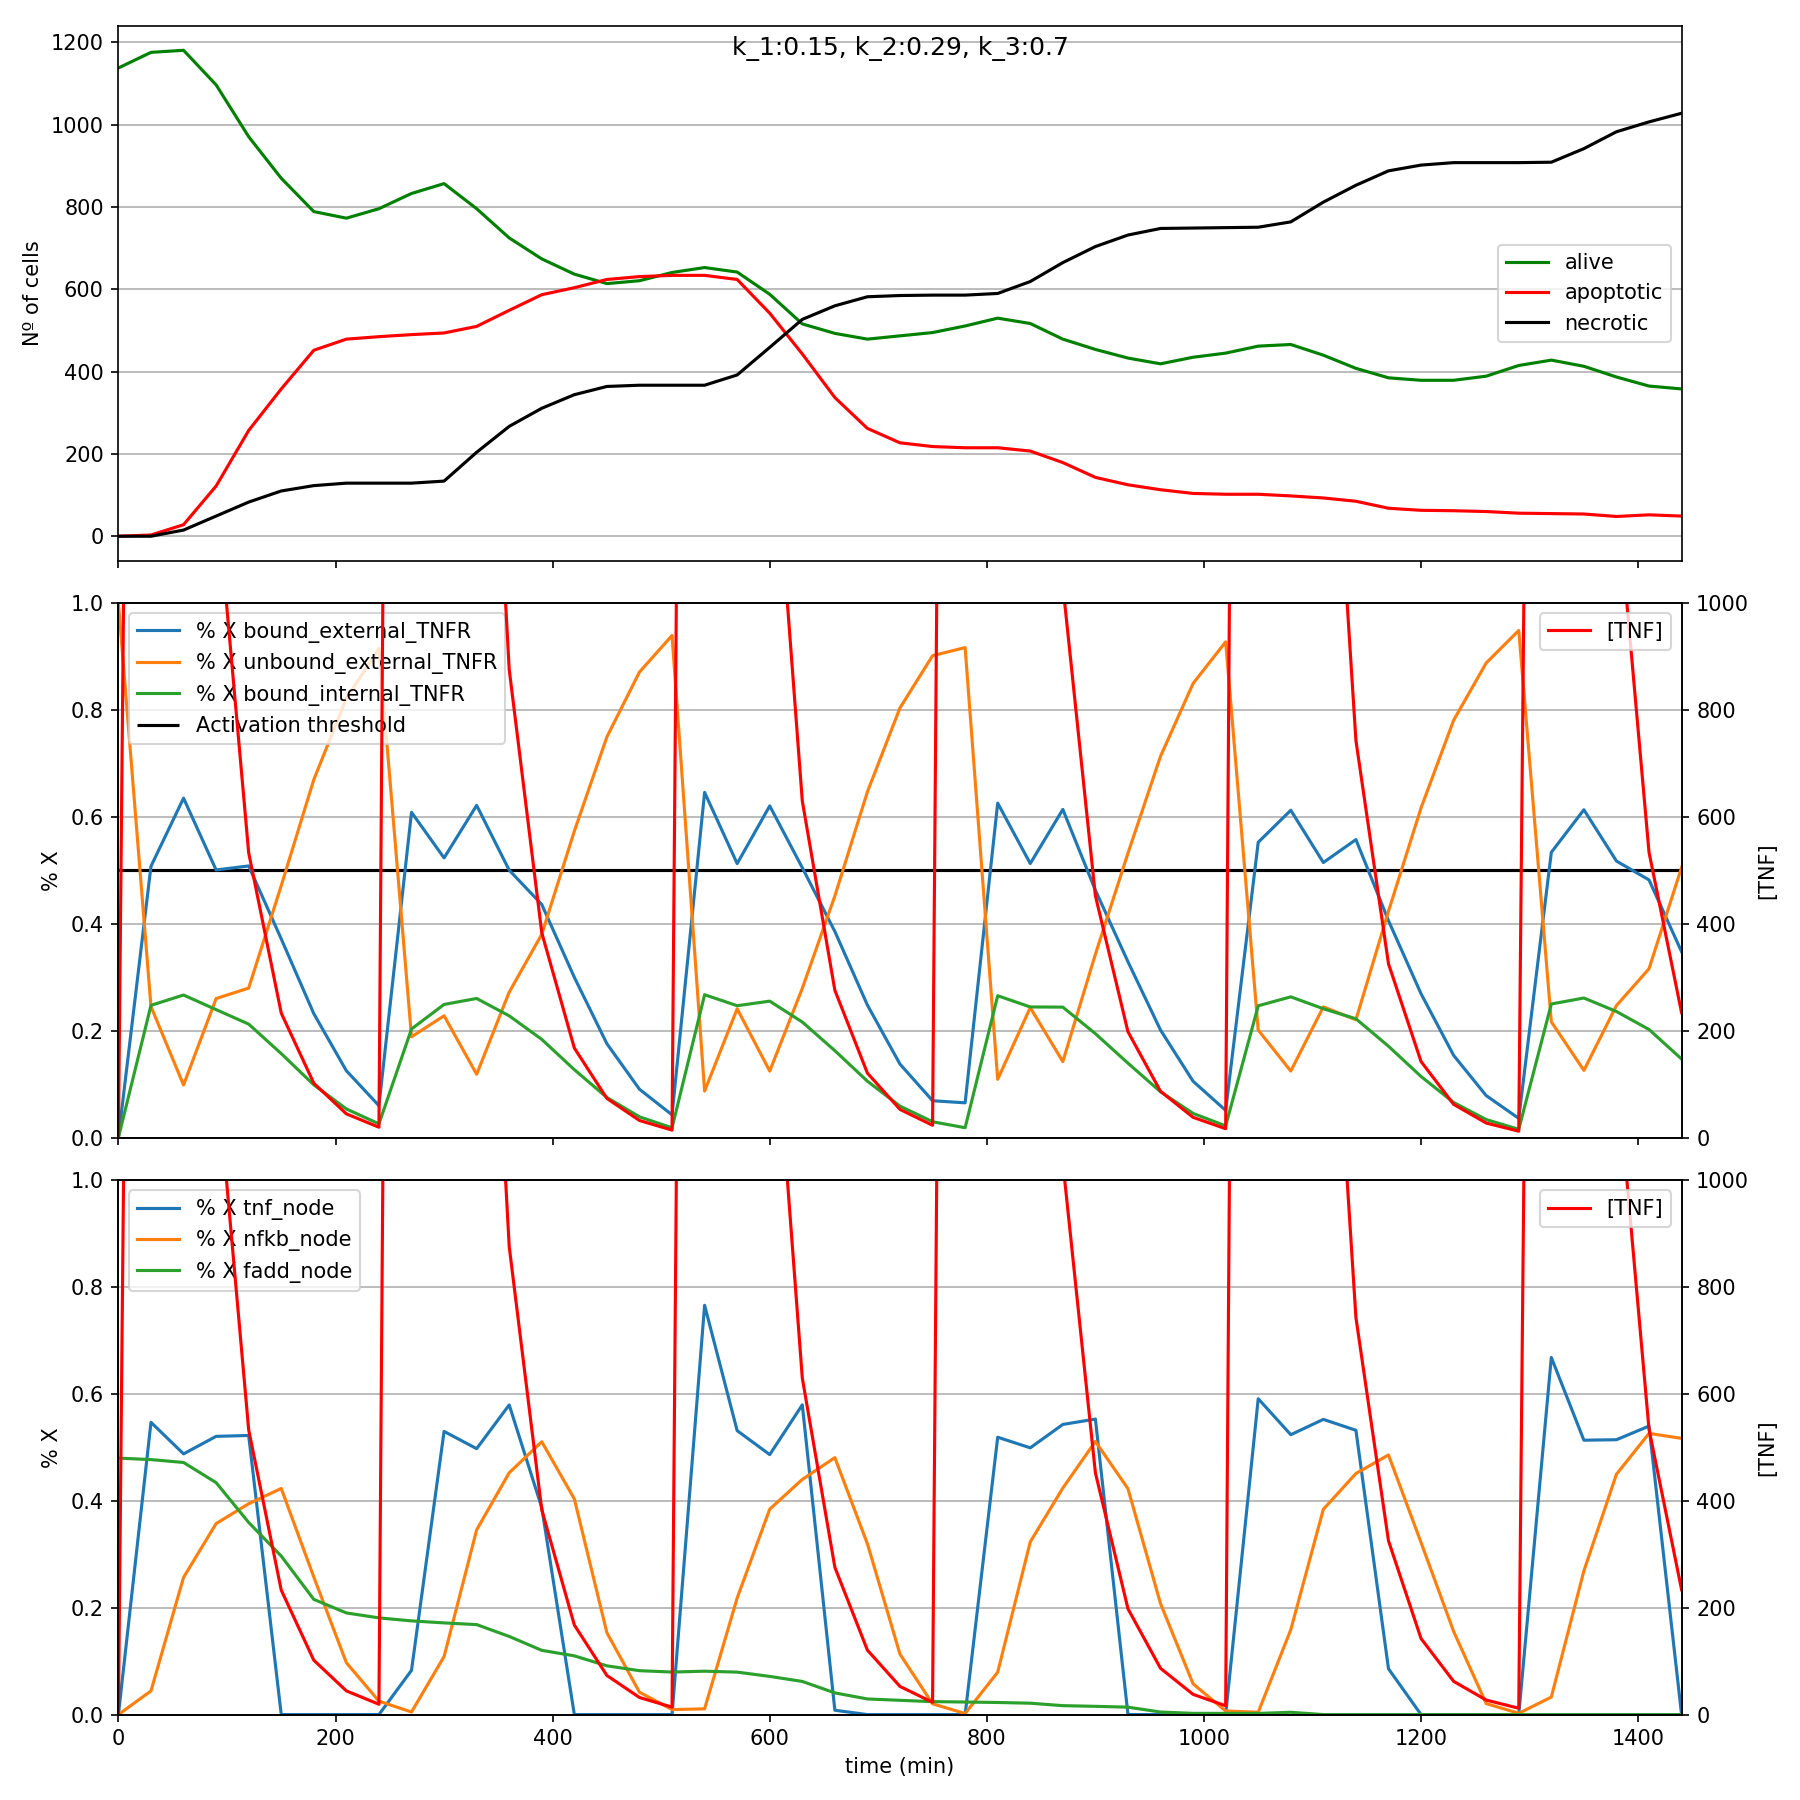 k_1:0.15, k_2:0.29, k_3:0.7
1200
1000
800
600
400
200
0
Nº of cells
alive
apoptotic
necrotic
1.0
0.8
0.6
0.4
0.2
0.0
% X
% X bound_external_TNFR
% X unbound_external_TNFR
% X bound_internal_TNFR
Activation threshold
[TNF]
1000
800
600
400
200
0
[TNF]
1.0
0.8
0.6
0.4
0.2
0.0
% X
% X tnf_node
% X nfkb_node
% X fadd_node
[TNF]
1000
800
600
400
200
0
[TNF]
0 200 400 600 800 1000 1200 1400
time (min)